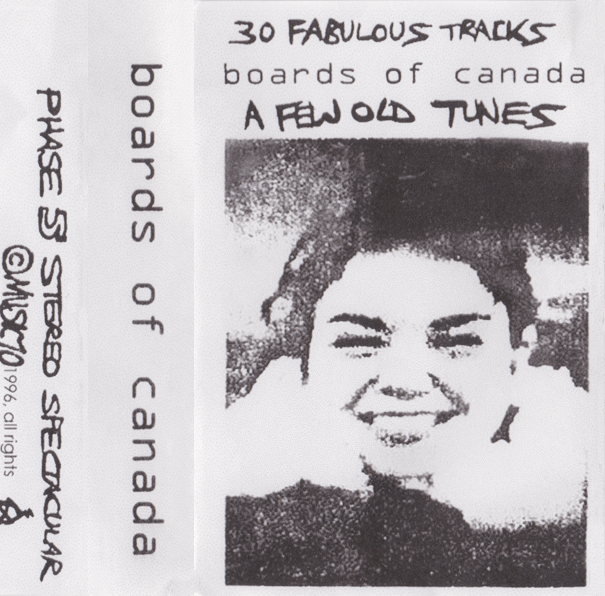 30 FABULOUS TRACKS
boards of canada
A FEW OLD TUNES
boards of canada
PHASE 5 STEREO SPECTACULAR
©MUSIC70 1996, all rights